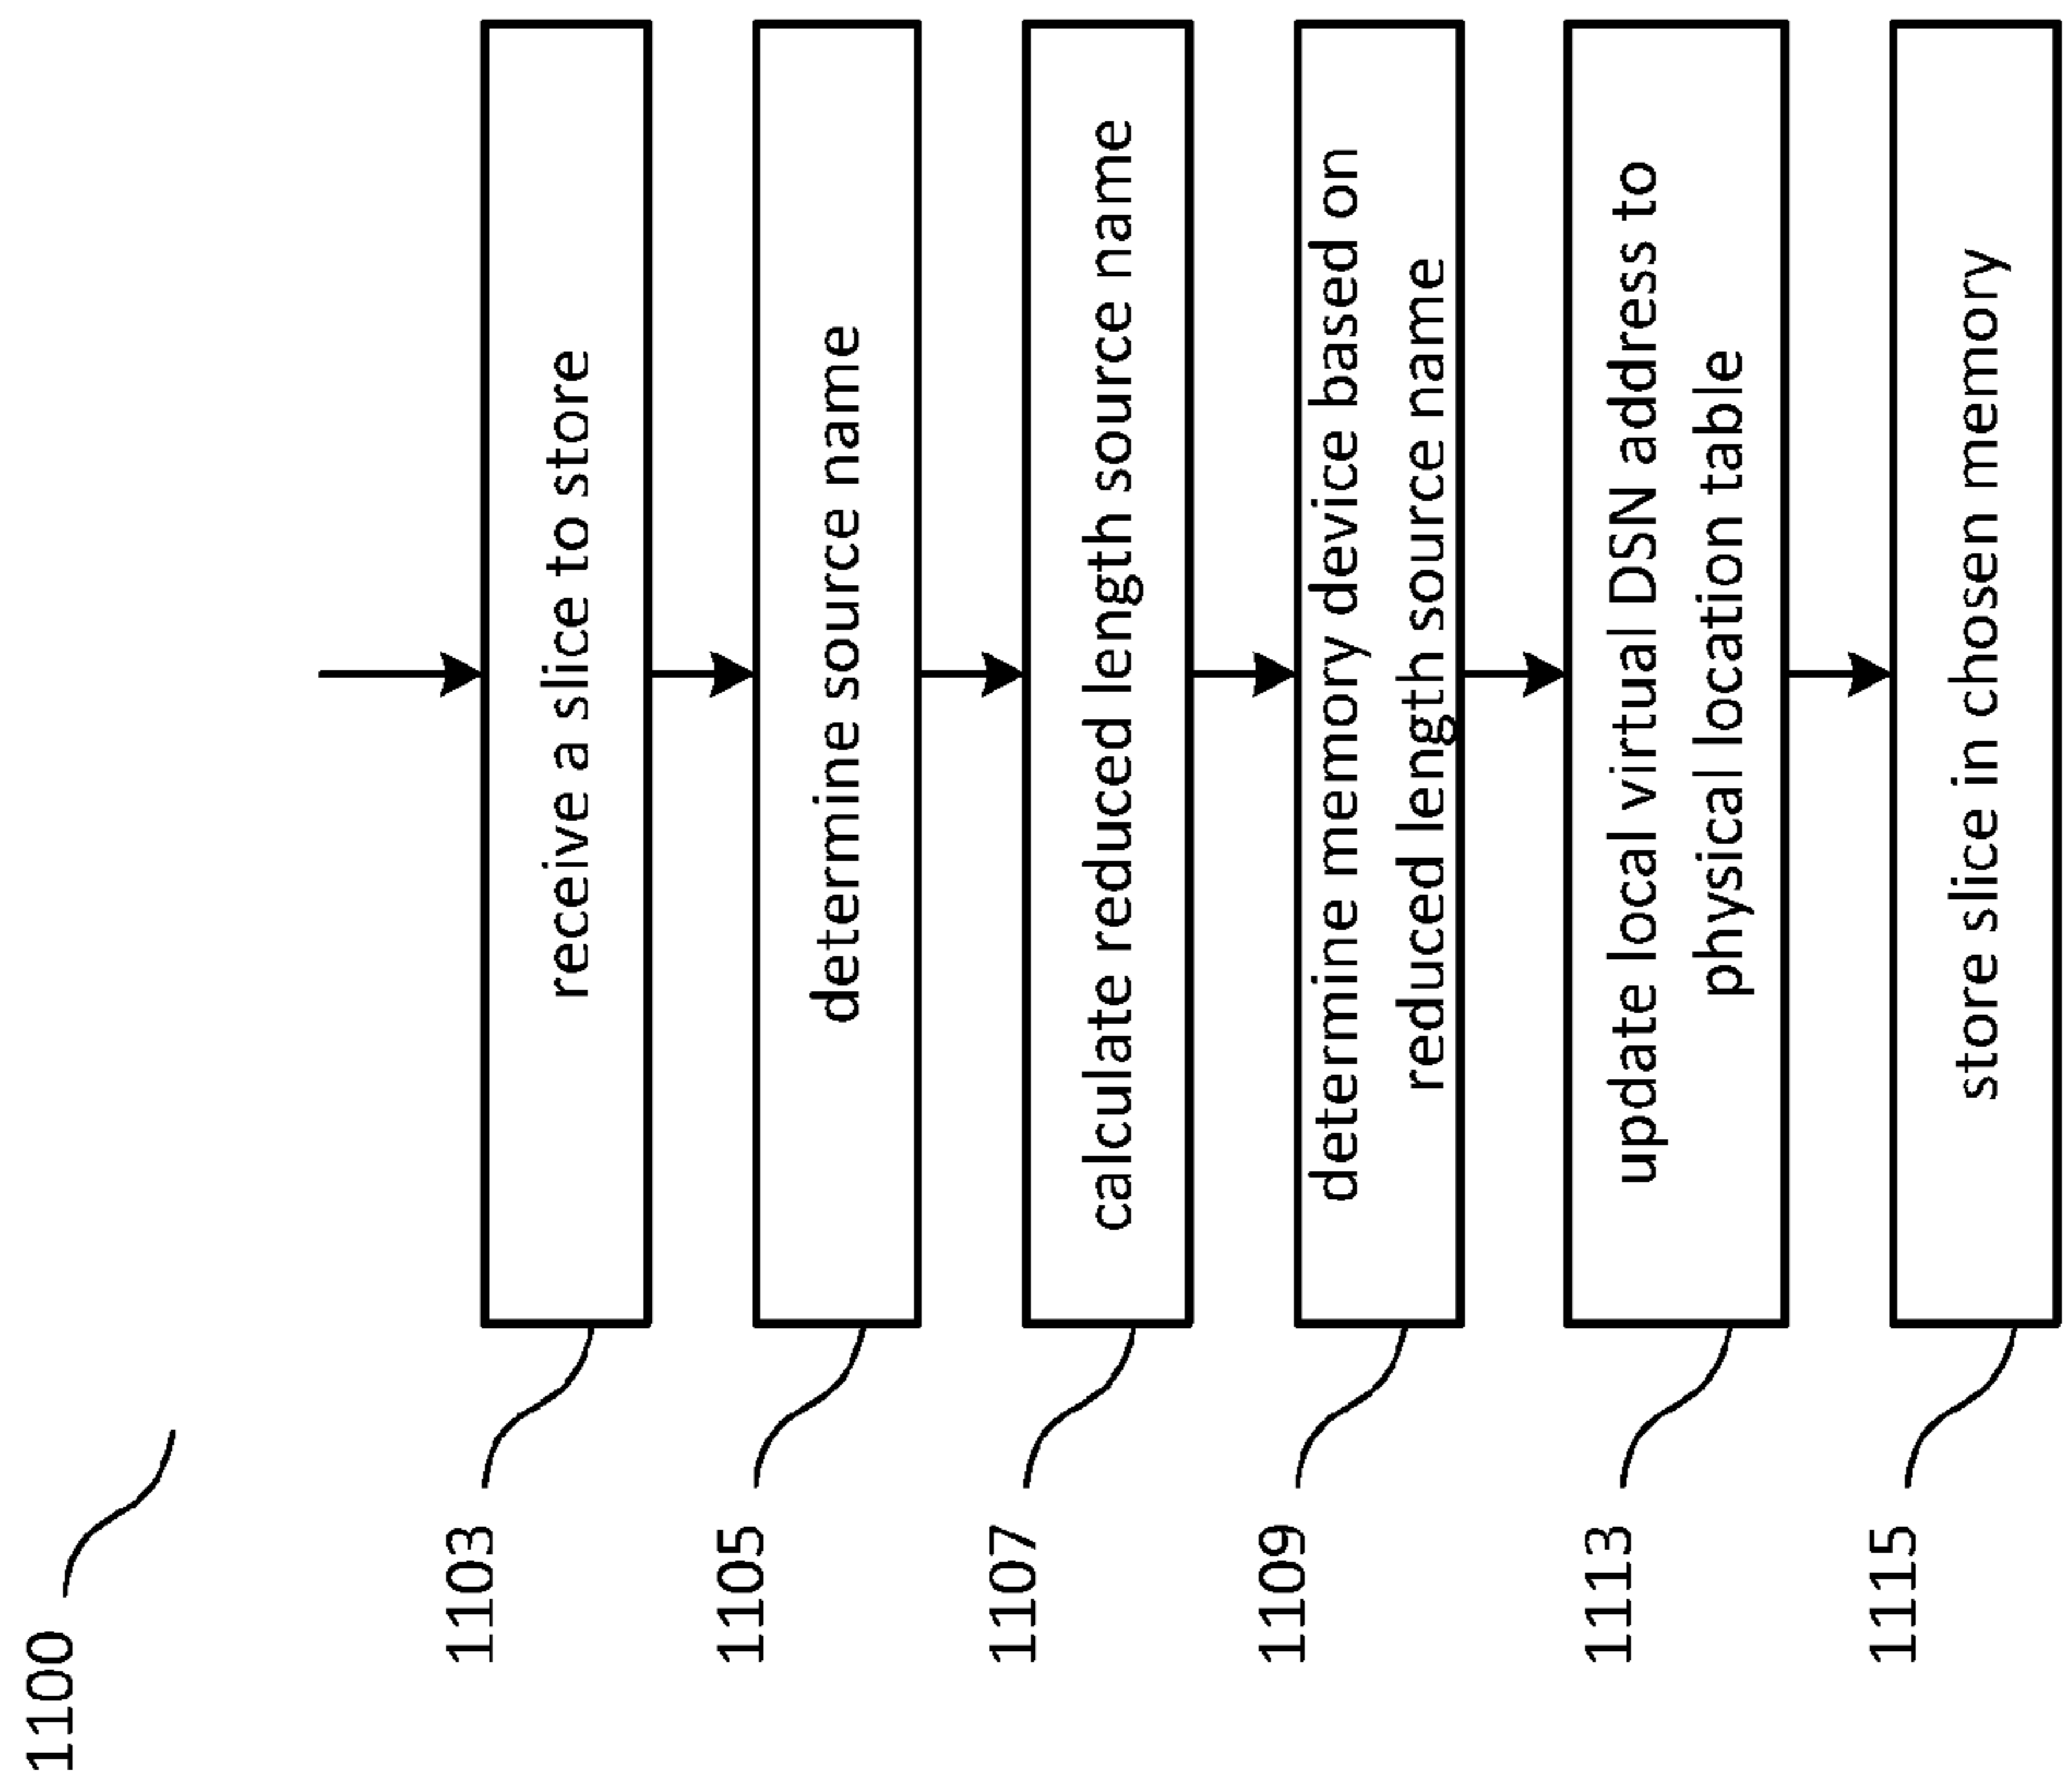 1100
1103
receive a slice to store
1105
determine source name
1107
calculate reduced length source name
1109
determine memory device based on
reduced length source name
1113
update local virtual DSN address to
physical location table
1115
store slice in chosen memory